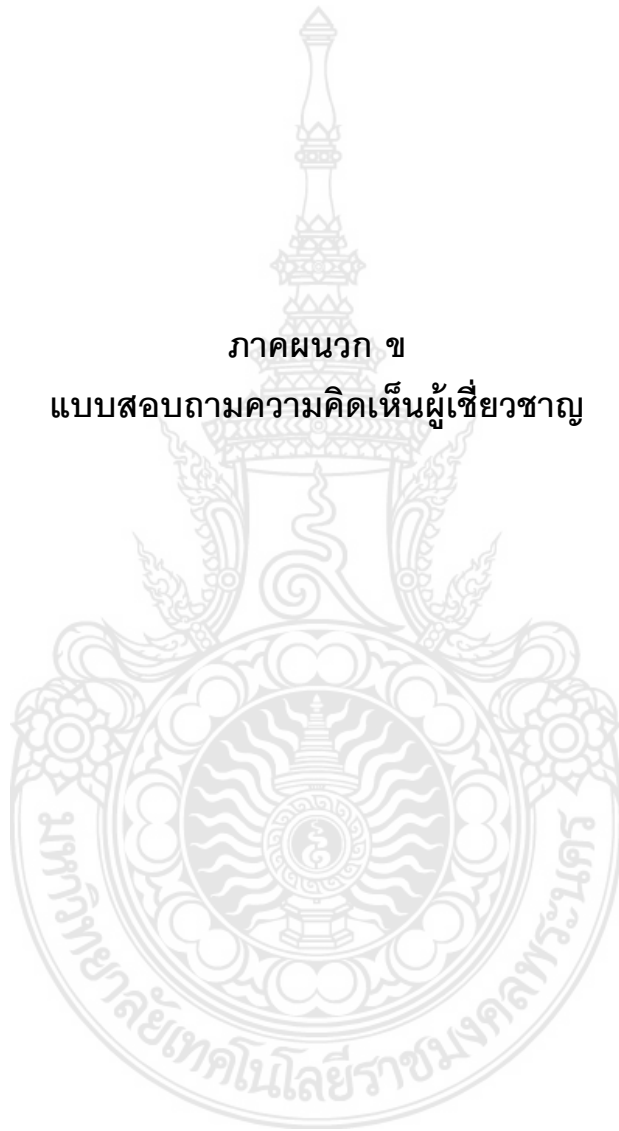 ภาคผนวก ข
แบบสอบถามความคิดเห็นผู้เชี่ยวชาญ
มหาวิทยาลัยเทคโนโลยีราชมงคลพระนคร